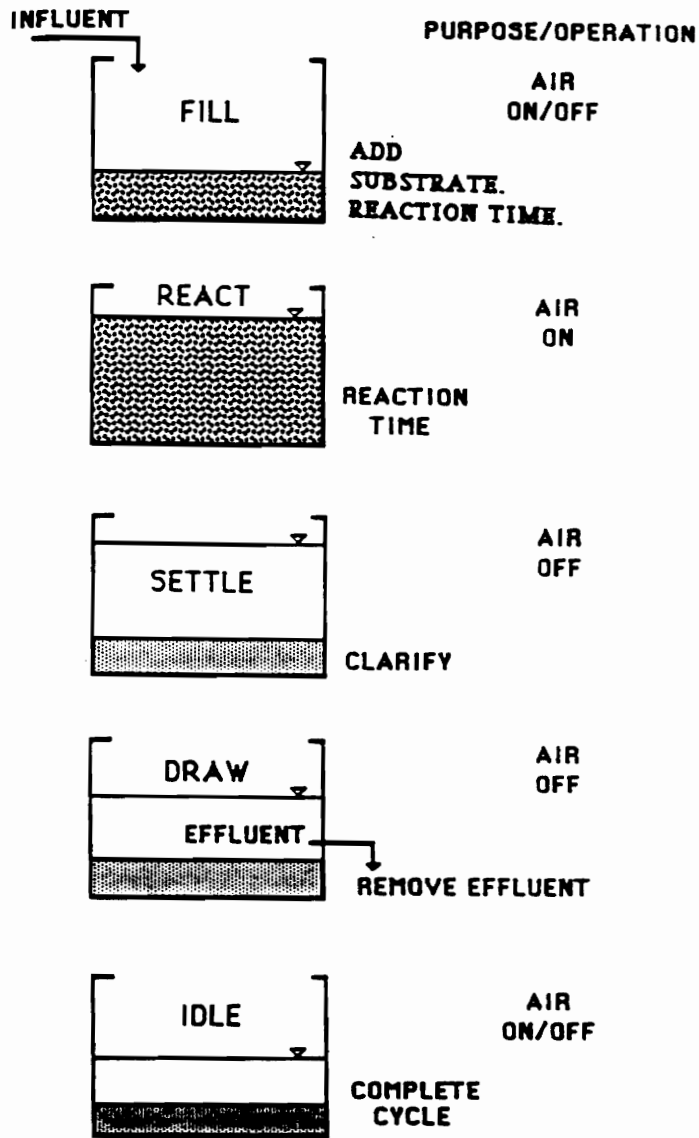 INFLUENT
PURPOSE/OPERATION
FILL
AIR
ON/OFF
ADD
SUBSTRATE.
REACTION TIME.
REACT
AIR
ON
REACTION
TIME
SETTLE
AIR
OFF
CLARIFY
DRAW
AIR
OFF
EFFLUENT
REMOVE EFFLUENT
IDLE
AIR
ON/OFF
COMPLETE
CYCLE